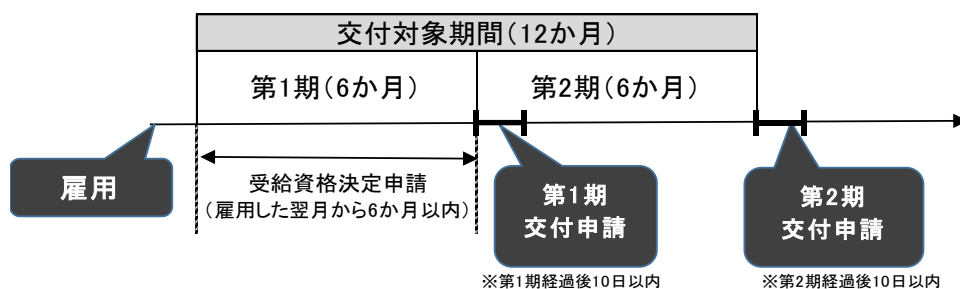 交付対象期間(12か月)
第1期(6か月)
第2期(6か月)
雇用
受給資格決定申請
(雇用した翌月から6か月以内)
第1期
交付申請
第2期
交付申請
※第1期経過後10日以内
※第2期経過後10日以内